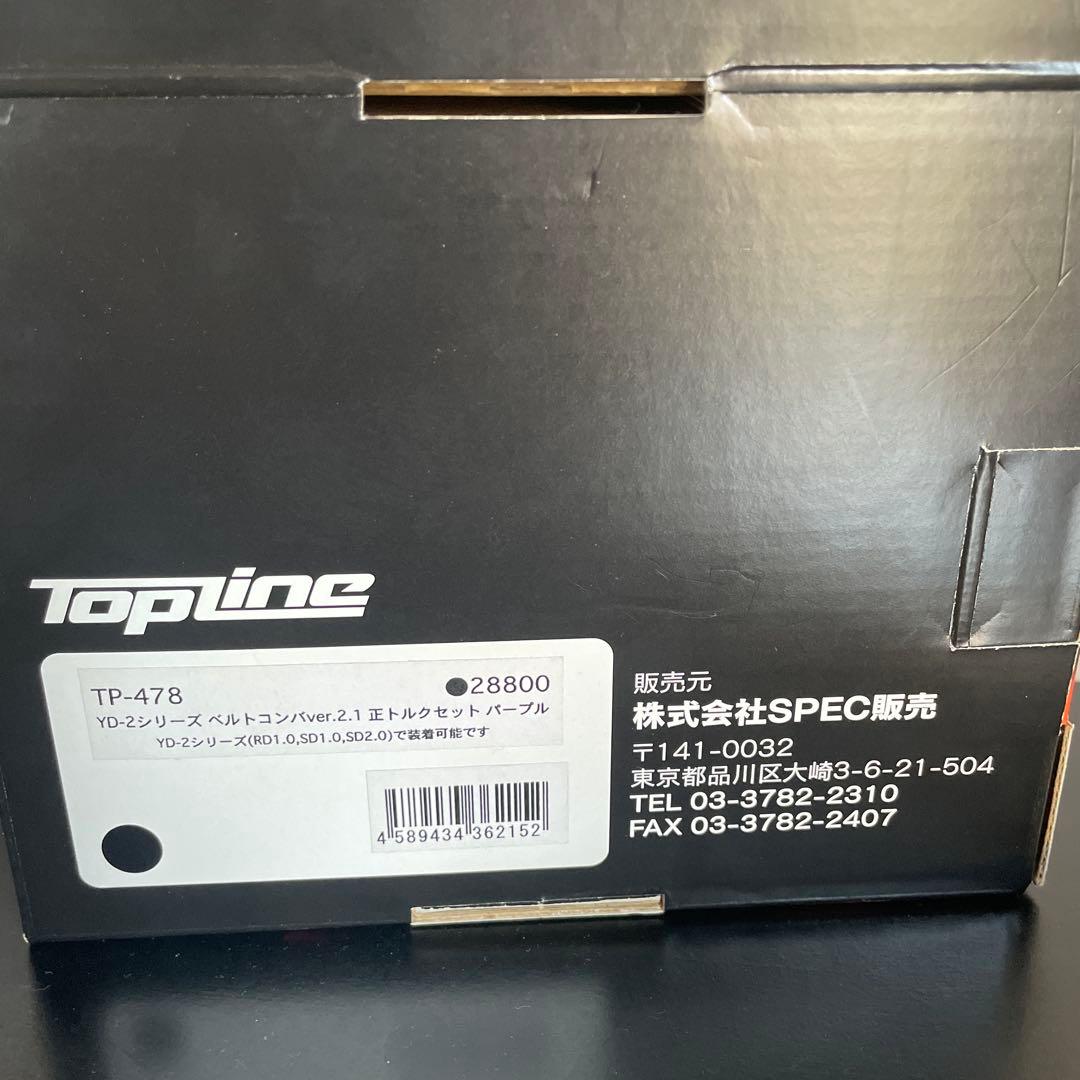 TopLine
TP-478 ●28800
YD-2シリーズ ベルトコンバver.2.1 正トルクセット パープル
YD-2シリーズ(RD1.0,SD1.0,SD2.0)で装着可能です
4 589434 362152
販売元
株式会社SPEC販売
〒141-0032
東京都品川区大崎3-6-21-504
TEL 03-3782-2310
FAX 03-3782-2407